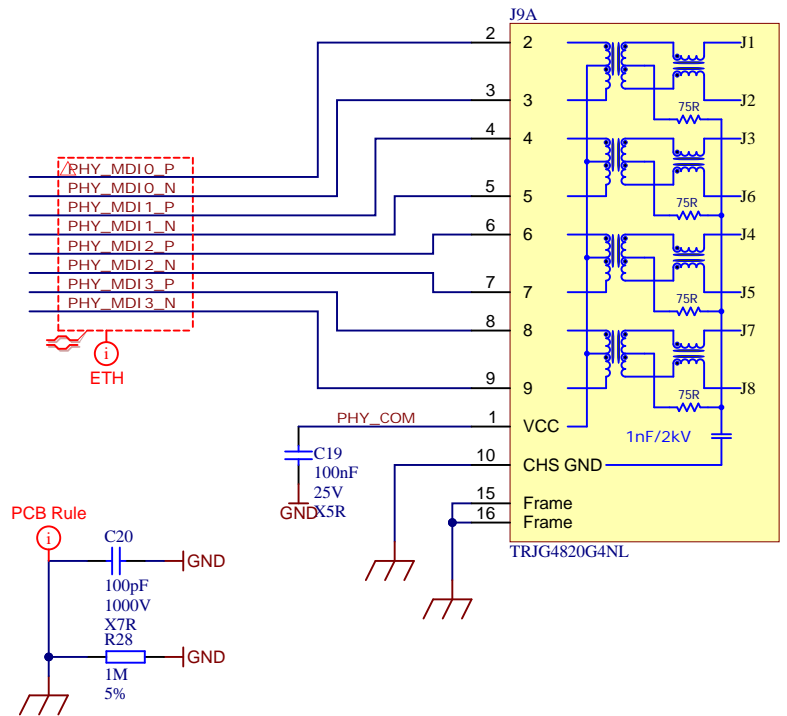 J9A
2 2 J1
3 3 J2
75R
4 4 J3
5 5 J6
75R
6 6 J4
7 7 J5
75R
8 8 J7
9 9 J8
75R
1 VCC
1nF/2kV
10 CHS GND
15 Frame
16 Frame
TRJG4820G4NL
PHY_MDI0_P
PHY_MDI0_N
PHY_MDI1_P
PHY_MDI1_N
PHY_MDI2_P
PHY_MDI2_N
PHY_MDI3_P
PHY_MDI3_N
i
ETH
PHY_COM
C19
100nF
25V
X5R
GND
PCB Rule
i
C20
GND
100pF
1000V
X7R
R28
GND
1M
5%